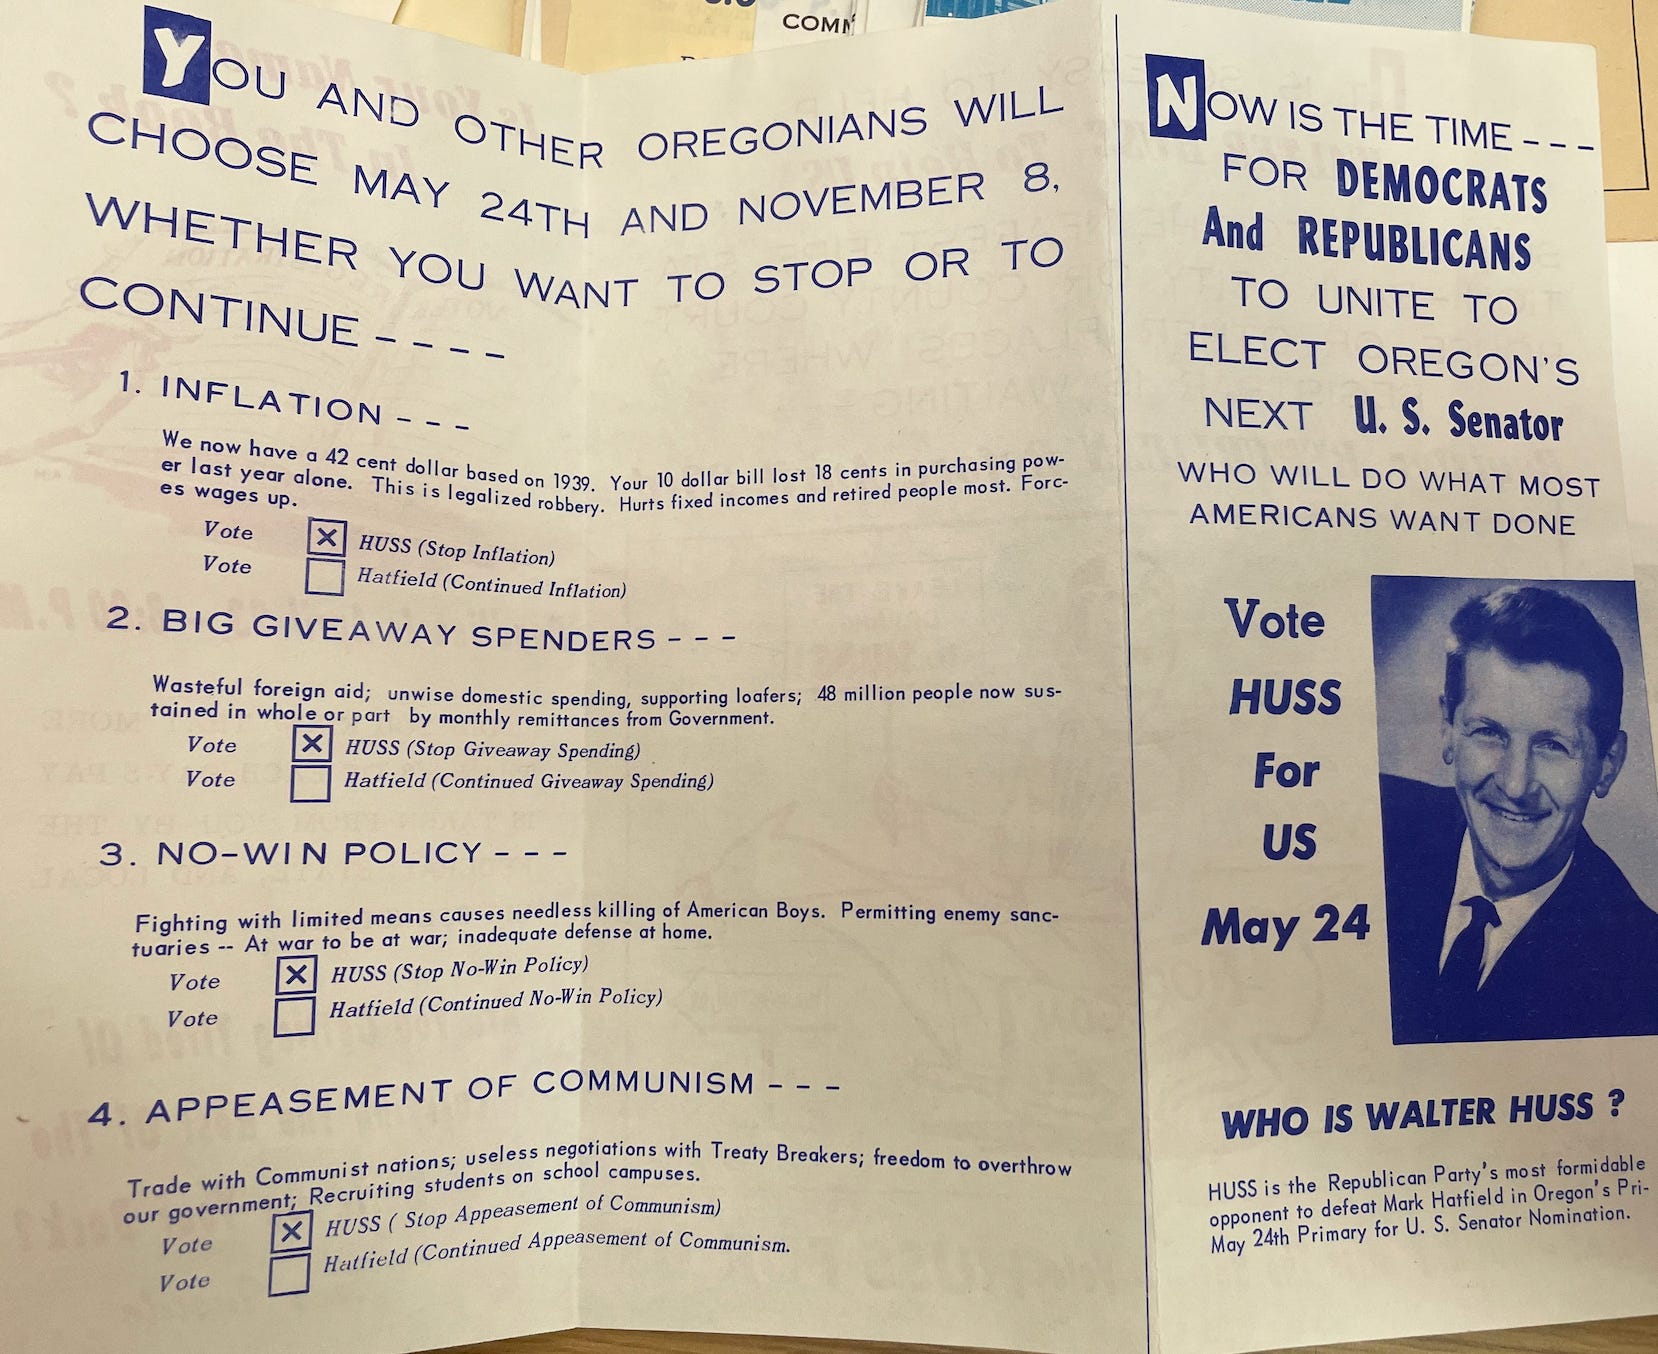 COMM
YOU AND OTHER OREGONIANS WILL
CHOOSE MAY 24TH AND NOVEMBER 8,
WHETHER YOU WANT TO STOP OR TO
CONTINUE - - - -
1. INFLATION - - -
We now have a 42 cent dollar based on 1939. Your 10 dollar bill lost 18 cents in purchasing pow-
er last year alone. This is legalized robbery. Hurts fixed incomes and retired people most. Forc-
es wages up.
Vote ☒ HUSS (Stop Inflation)
Vote ☐ Hatfield (Continued Inflation)
2. BIG GIVEAWAY SPENDERS - - -
Wasteful foreign aid; unwise domestic spending, supporting loafers; 48 million people now sus-
tained in whole or part by monthly remittances from Government.
Vote ☒ HUSS (Stop Giveaway Spending)
Vote ☐ Hatfield (Continued Giveaway Spending)
3. NO-WIN POLICY - - -
Fighting with limited means causes needless killing of American Boys. Permitting enemy sanc-
tuaries -- At war to be at war; inadequate defense at home.
Vote ☒ HUSS (Stop No-Win Policy)
Vote ☐ Hatfield (Continued No-Win Policy)
4. APPEASEMENT OF COMMUNISM - - -
Trade with Communist nations; useless negotiations with Treaty Breakers; freedom to overthrow
our government; Recruiting students on school campuses.
Vote ☒ HUSS ( Stop Appeasement of Communism)
Vote ☐ Hatfield (Continued Appeasement of Communism.
NOW IS THE TIME - - -
FOR DEMOCRATS
And REPUBLICANS
TO UNITE TO
ELECT OREGON'S
NEXT U. S. Senator
WHO WILL DO WHAT MOST
AMERICANS WANT DONE
Vote
HUSS
For
US
May 24
WHO IS WALTER HUSS ?
HUSS is the Republican Party's most formidable
opponent to defeat Mark Hatfield in Oregon's Pri-
May 24th Primary for U. S. Senator Nomination.